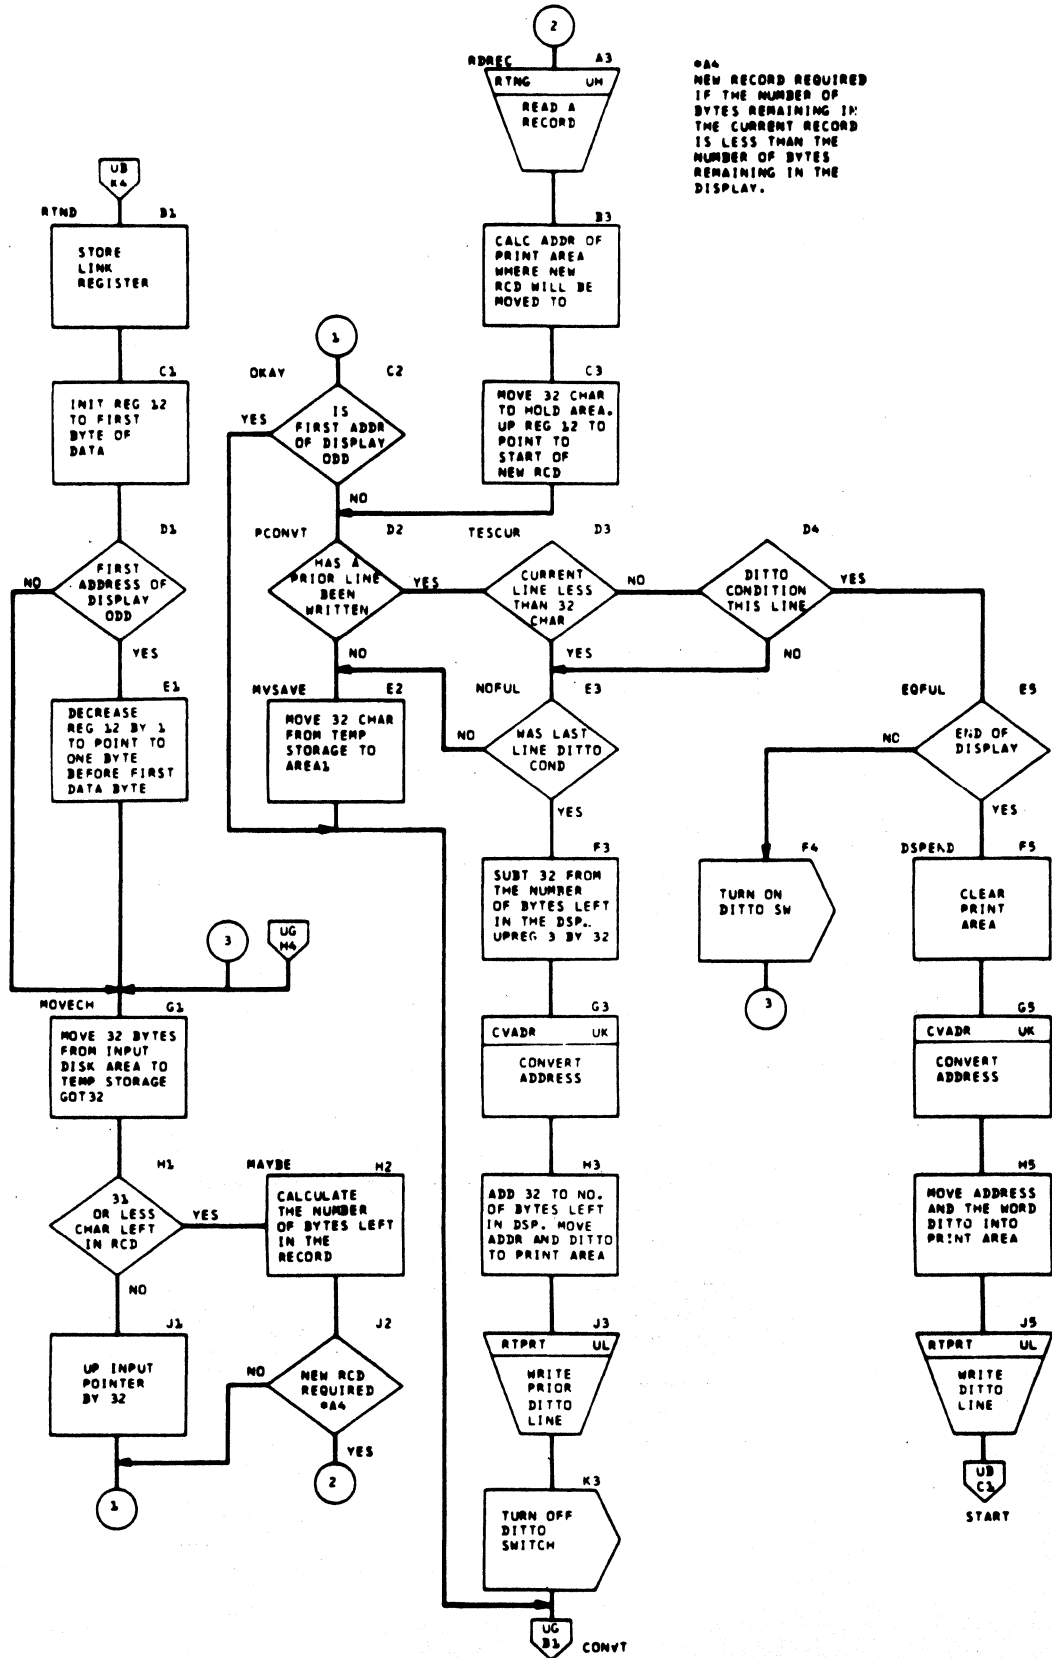 2
RDREC A3
RTNG UH
READ A
RECORD
*A4
NEW RECORD REQUIRED
IF THE NUMBER OF
BYTES REMAINING IN
THE CURRENT RECORD
IS LESS THAN THE
NUMBER OF BYTES
REMAINING IN THE
DISPLAY.
UB
K4
RTND B1
STORE
LINK
REGISTER
B3
CALC ADDR OF
PRINT AREA
WHERE NEW
RCD WILL BE
MOVED TO
C1
INIT REG 12
TO FIRST
BYTE OF
DATA
1
OKAY C2
YES
IS
FIRST ADDR
OF DISPLAY
ODD
NO
C3
MOVE 32 CHAR
TO HOLD AREA.
UP REG 12 TO
POINT TO
START OF
NEW RCD
D1
NO
FIRST
ADDRESS OF
DISPLAY
ODD
YES
PCONVT D2
HAS A
PRIOR LINE
BEEN
WRITTEN
YES
NO
TESCUR D3
CURRENT
LINE LESS
THAN 32
CHAR
NO
YES
D4
DITTO
CONDITION
THIS LINE
YES
NO
E1
DECREASE
REG 12 BY 1
TO POINT TO
ONE BYTE
BEFORE FIRST
DATA BYTE
MVSAVE E2
MOVE 32 CHAR
FROM TEMP
STORAGE TO
AREA1
NOFUL E3
NO
WAS LAST
LINE DITTO
COND
YES
EQFUL E5
NO
END OF
DISPLAY
YES
F3
SUBT 32 FROM
THE NUMBER
OF BYTES LEFT
IN THE DSP..
UPREG 3 BY 32
F4
TURN ON
DITTO SW
3
DSPEND F5
CLEAR
PRINT
AREA
3
UG
H4
MOVECH G1
MOVE 32 BYTES
FROM INPUT
DISK AREA TO
TEMP STORAGE
GOT32
G3
CVADR UK
CONVERT
ADDRESS
G5
CVADR UK
CONVERT
ADDRESS
H1
31
OR LESS
CHAR LEFT
IN RCD
YES
NO
MAYBE H2
CALCULATE
THE NUMBER
OF BYTES LEFT
IN THE
RECORD
H3
ADD 32 TO NO.
OF BYTES LEFT
IN DSP. MOVE
ADDR AND DITTO
TO PRINT AREA
H5
MOVE ADDRESS
AND THE WORD
DITTO INTO
PRINT AREA
J1
UP INPUT
POINTER
BY 32
J2
NO
NEW RCD
REQUIRED
*A4
YES
J3
RTPRT UL
WRITE
PRIOR
DITTO
LINE
J5
RTPRT UL
WRITE
DITTO
LINE
1
2
K3
TURN OFF
DITTO
SWITCH
UD
C1
START
UG
B1
CONVT